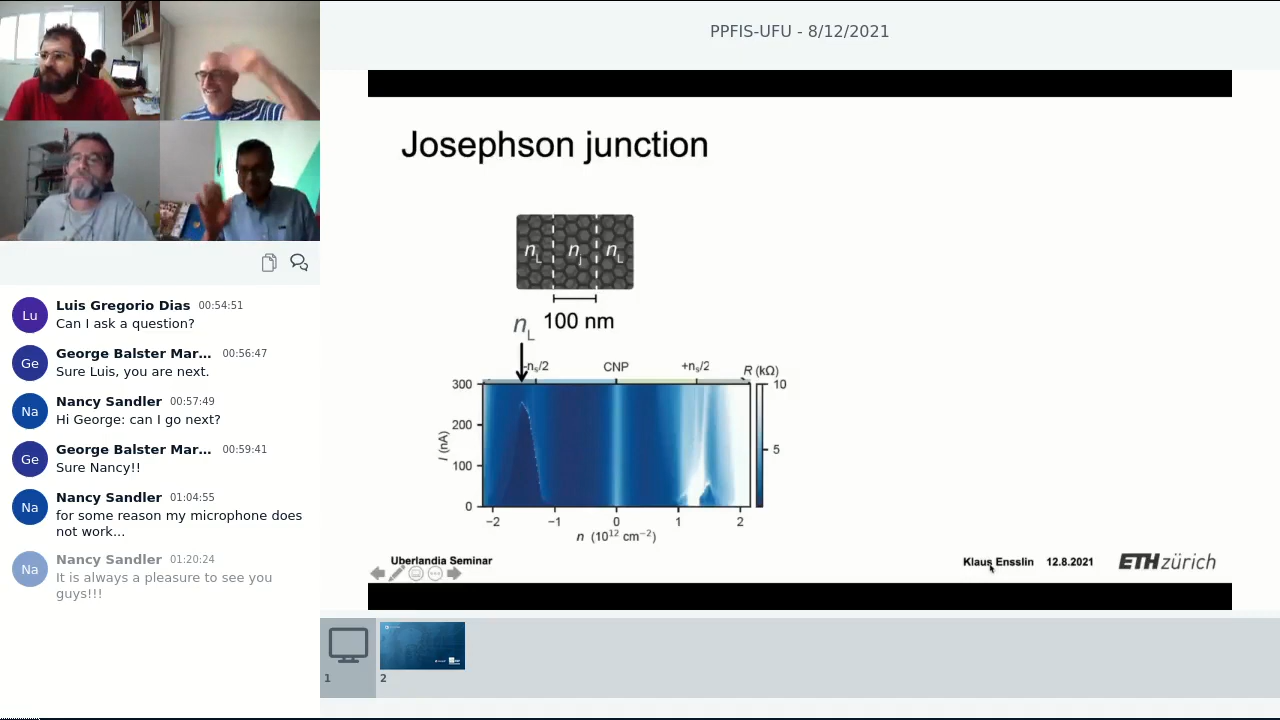 PPFIS-UFU - 8/12/2021
Lu
Luis Gregorio Dias 00:54:51
Can I ask a question?
Ge
George Balster Mar... 00:56:47
Sure Luis, you are next.
Na
Nancy Sandler 00:57:49
Hi George: can I go next?
Ge
George Balster Mar... 00:59:41
Sure Nancy!!
Na
Nancy Sandler 01:04:55
for some reason my microphone does
not work...
Na
Nancy Sandler 01:20:24
It is always a pleasure to see you
guys!!!
Josephson junction
nL nj nL
100 nm
nL
-ns/2 CNP +ns/2 R (kΩ)
300
200
100
0
I (nA)
10
5
−2 −1 0 1 2
n (10¹² cm⁻²)
Uberlandia Seminar
Klaus Ensslin 12.8.2021 ETH zürich
1
2